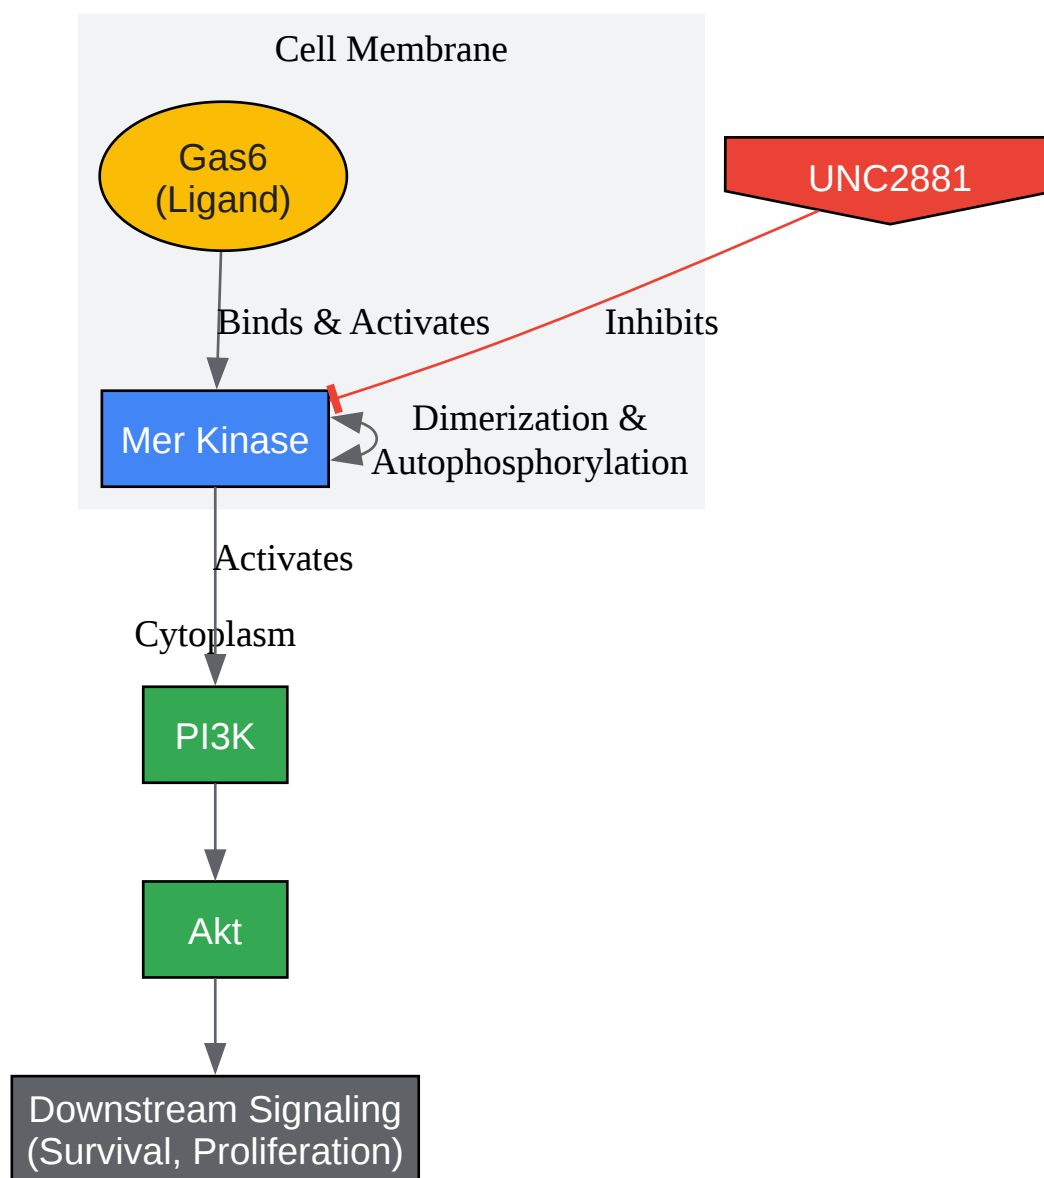 Cell Membrane
Gas6
(Ligand)
UNC2881
Binds & Activates
Inhibits
Mer Kinase
Dimerization &
Autophosphorylation
Activates
Cytoplasm
PI3K
Akt
Downstream Signaling
(Survival, Proliferation)